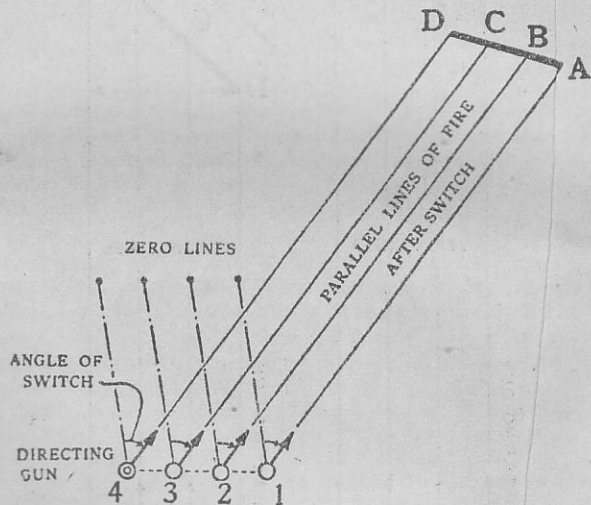 D C B A
PARALLEL LINES OF FIRE
AFTER SWITCH
ZERO LINES
ANGLE OF
SWITCH
DIRECTING
GUN
4 3 2 1